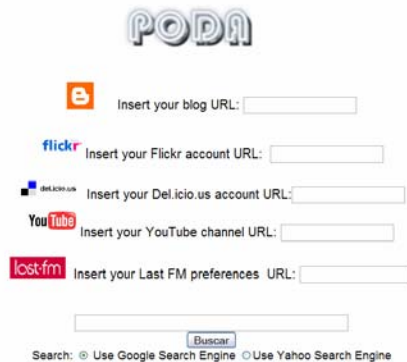 PODA
Insert your blog URL:
flickr Insert your Flickr account URL:
del.icio.us Insert your Del.icio.us account URL:
YouTube Insert your YouTube channel URL:
lost·fm Insert your Last FM preferences URL:
Buscar
Search: Use Google Search Engine Use Yahoo Search Engine